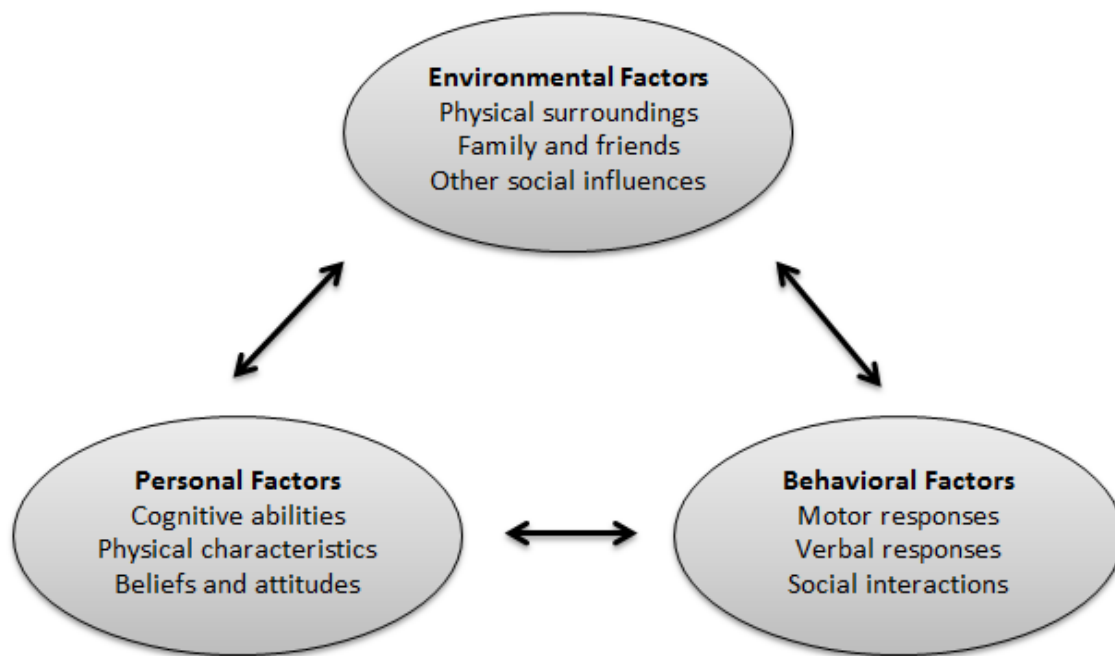 Environmental Factors
Physical surroundings
Family and friends
Other social influences
Personal Factors
Cognitive abilities
Physical characteristics
Beliefs and attitudes
Behavioral Factors
Motor responses
Verbal responses
Social interactions